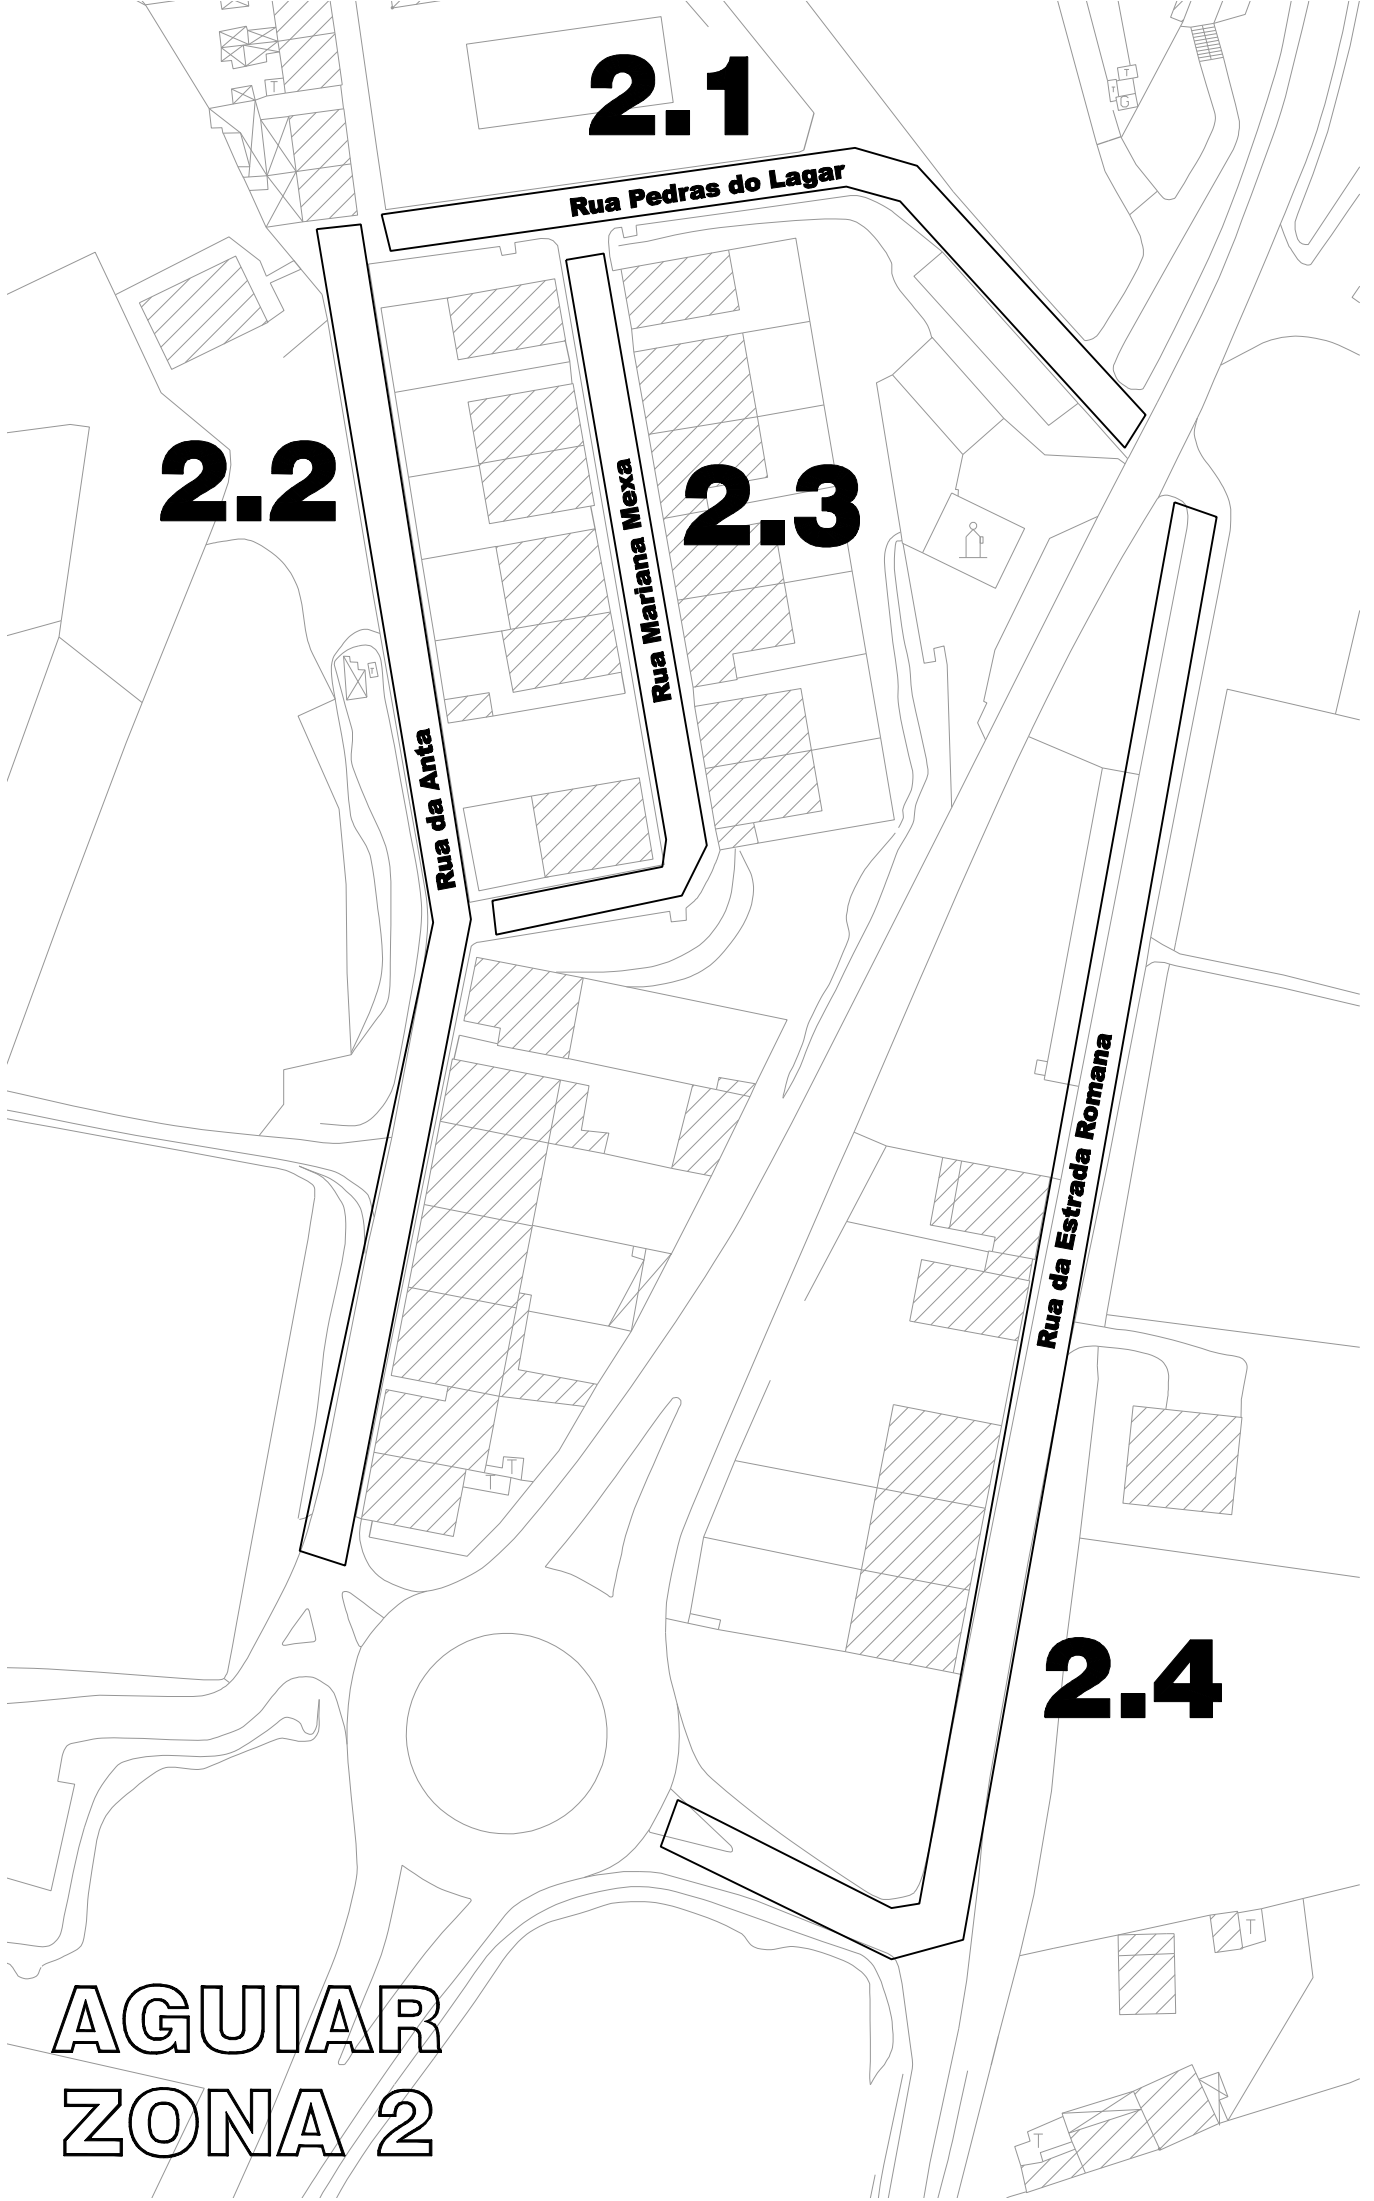 2.1
Rua Pedras do Lagar
T
T
T
G
2.2
2.3
Rua Mariana Mexa
Rua da Anta
Rua da Estrada Romana
T
T
2.4
T
AGUIAR
ZONA 2
T